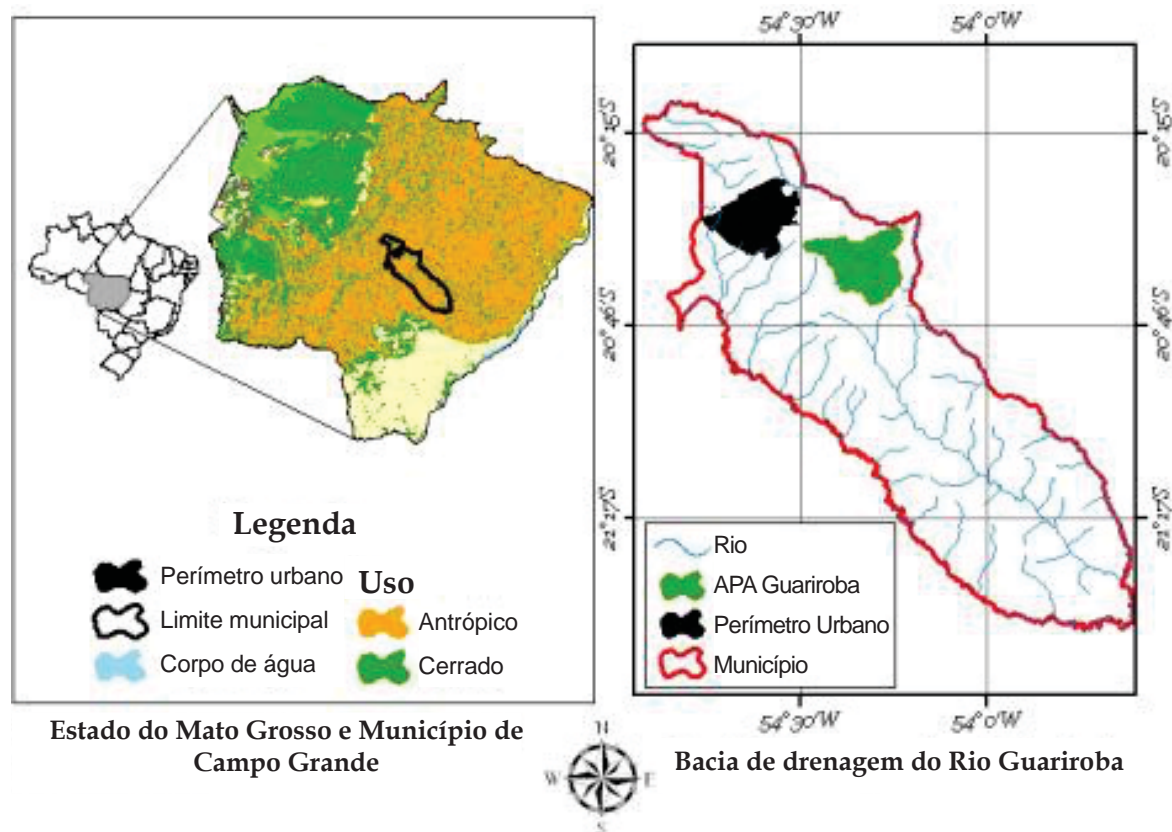 54°30'W
54°0'W
20°15'S
20°15'S
20°46'S
20°46'S
21°17'S
21°17'S
Legenda
Perímetro urbano
Limite municipal
Corpo de água
Uso
Antrópico
Cerrado
Rio
APA Guariroba
Perímetro Urbano
Município
54°30'W
54°0'W
Estado do Mato Grosso e Município de
Campo Grande
N
W
E
S
Bacia de drenagem do Rio Guariroba